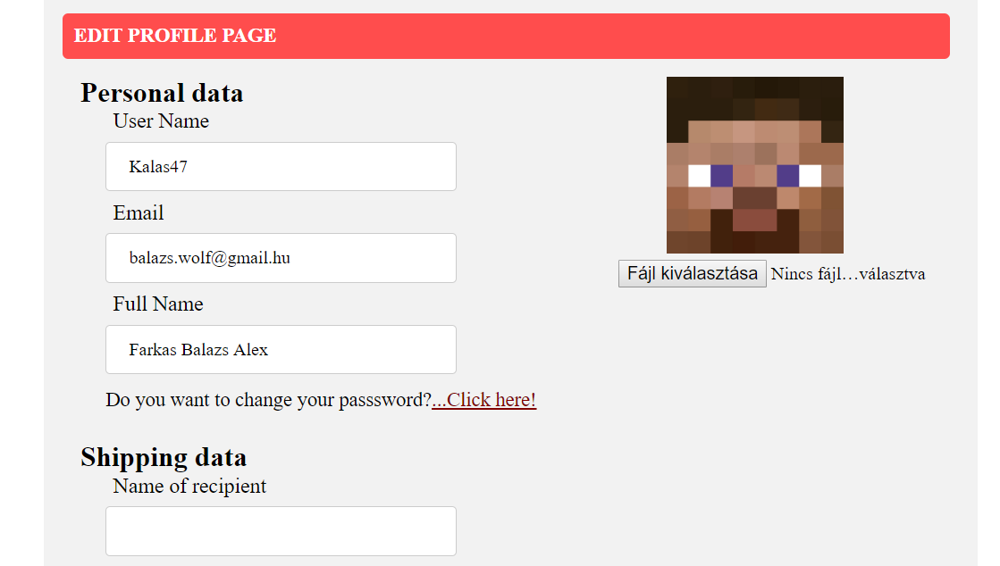 EDIT PROFILE PAGE
Personal data
User Name
Kalas47
Email
balazs.wolf@gmail.hu
Full Name
Farkas Balazs Alex
Fájl kiválasztása Nincs fájl…választva
Do you want to change your passsword?...Click here!
Shipping data
Name of recipient